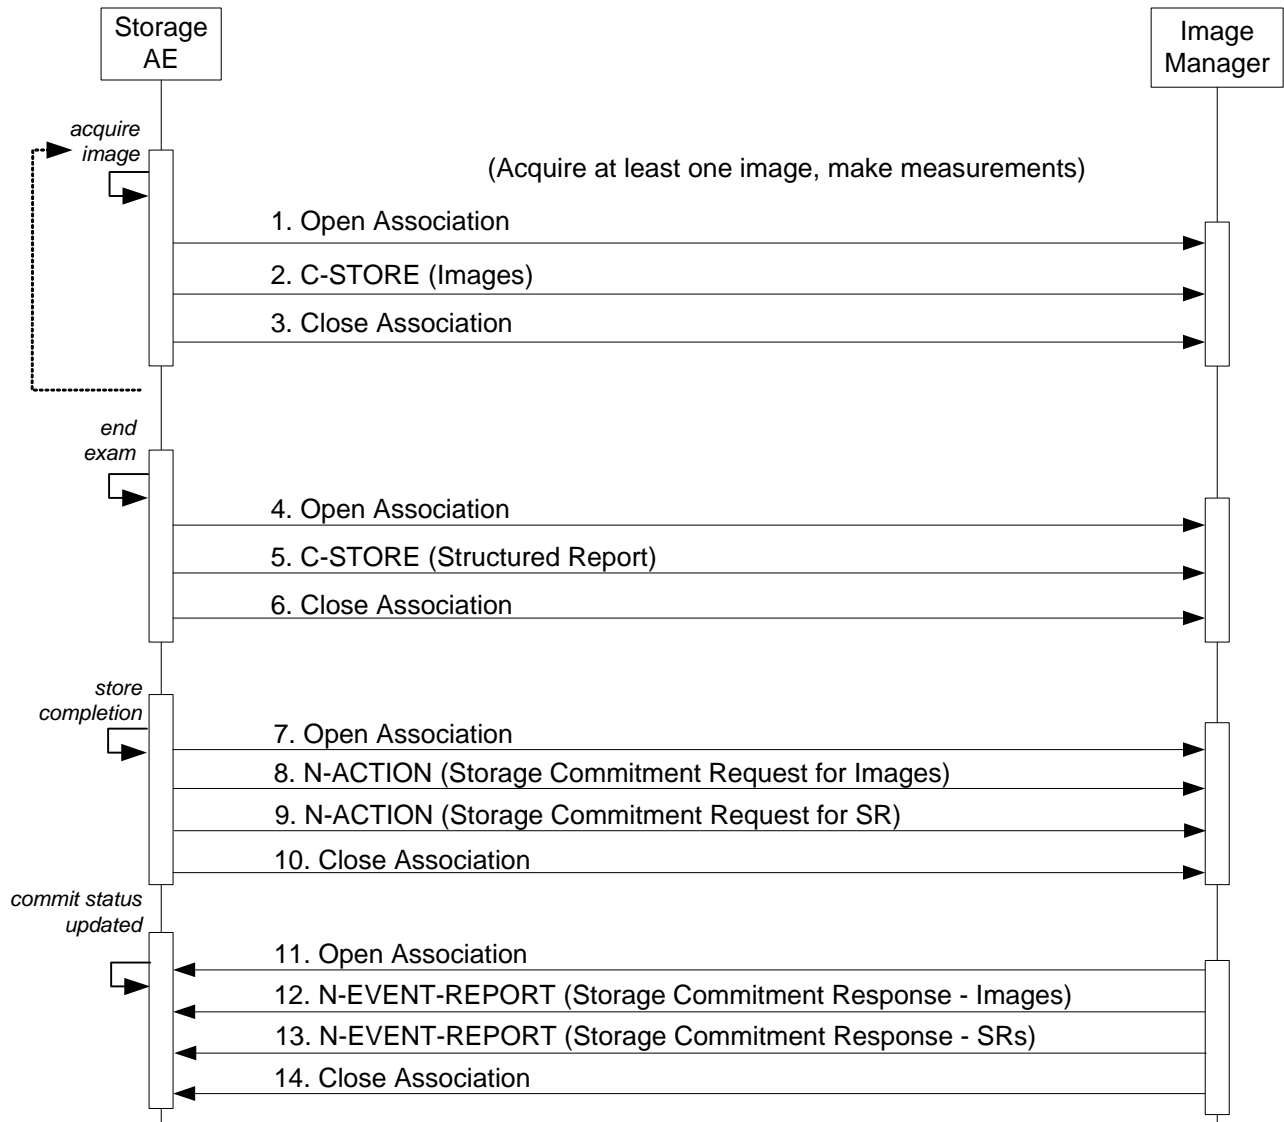 Storage
AE
Image
Manager
acquire
image
(Acquire at least one image, make measurements)
1. Open Association
2. C-STORE (Images)
3. Close Association
end
exam
4. Open Association
5. C-STORE (Structured Report)
6. Close Association
store
completion
7. Open Association
8. N-ACTION (Storage Commitment Request for Images)
9. N-ACTION (Storage Commitment Request for SR)
10. Close Association
commit status
updated
11. Open Association
12. N-EVENT-REPORT (Storage Commitment Response - Images)
13. N-EVENT-REPORT (Storage Commitment Response - SRs)
14. Close Association